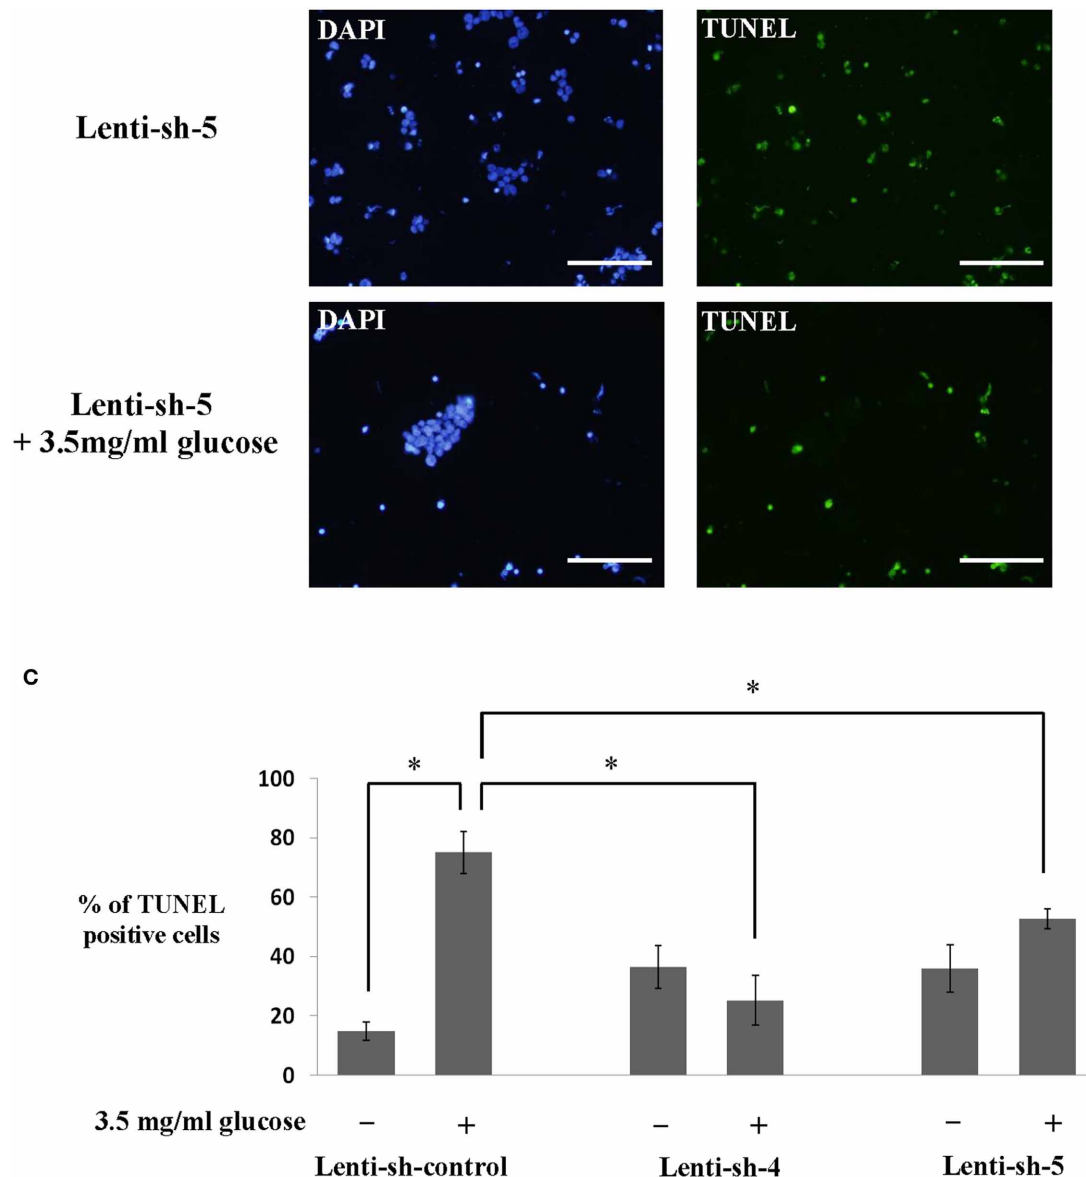 DAPI
TUNEL
Lenti-sh-5
DAPI
TUNEL
Lenti-sh-5
+ 3.5mg/ml glucose
C
*
*
*
100
80
60
40
20
0
% of TUNEL
positive cells
3.5 mg/ml glucose − + − + − +
Lenti-sh-control Lenti-sh-4 Lenti-sh-5